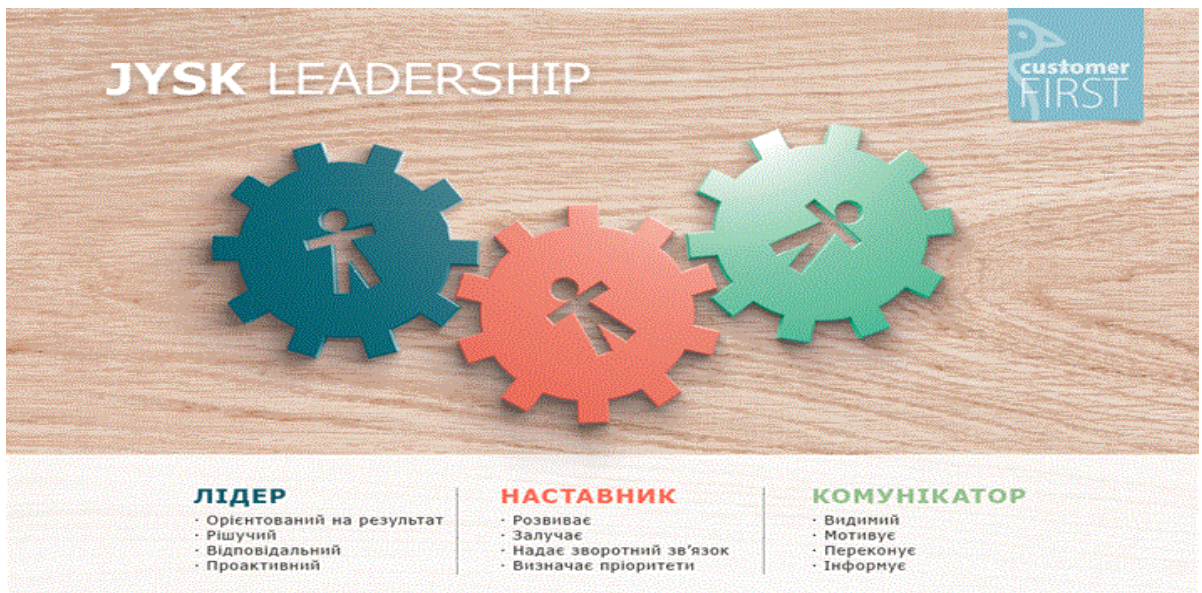 JYSK LEADERSHIP
customer
FIRST
ЛІДЕР
· Орієнтований на результат
· Рішучий
· Відповідальний
· Проактивний
НАСТАВНИК
· Розвиває
· Залучає
· Надає зворотний зв'язок
· Визначає пріоритети
КОМУНІКАТОР
· Видимий
· Мотивує
· Переконує
· Інформує